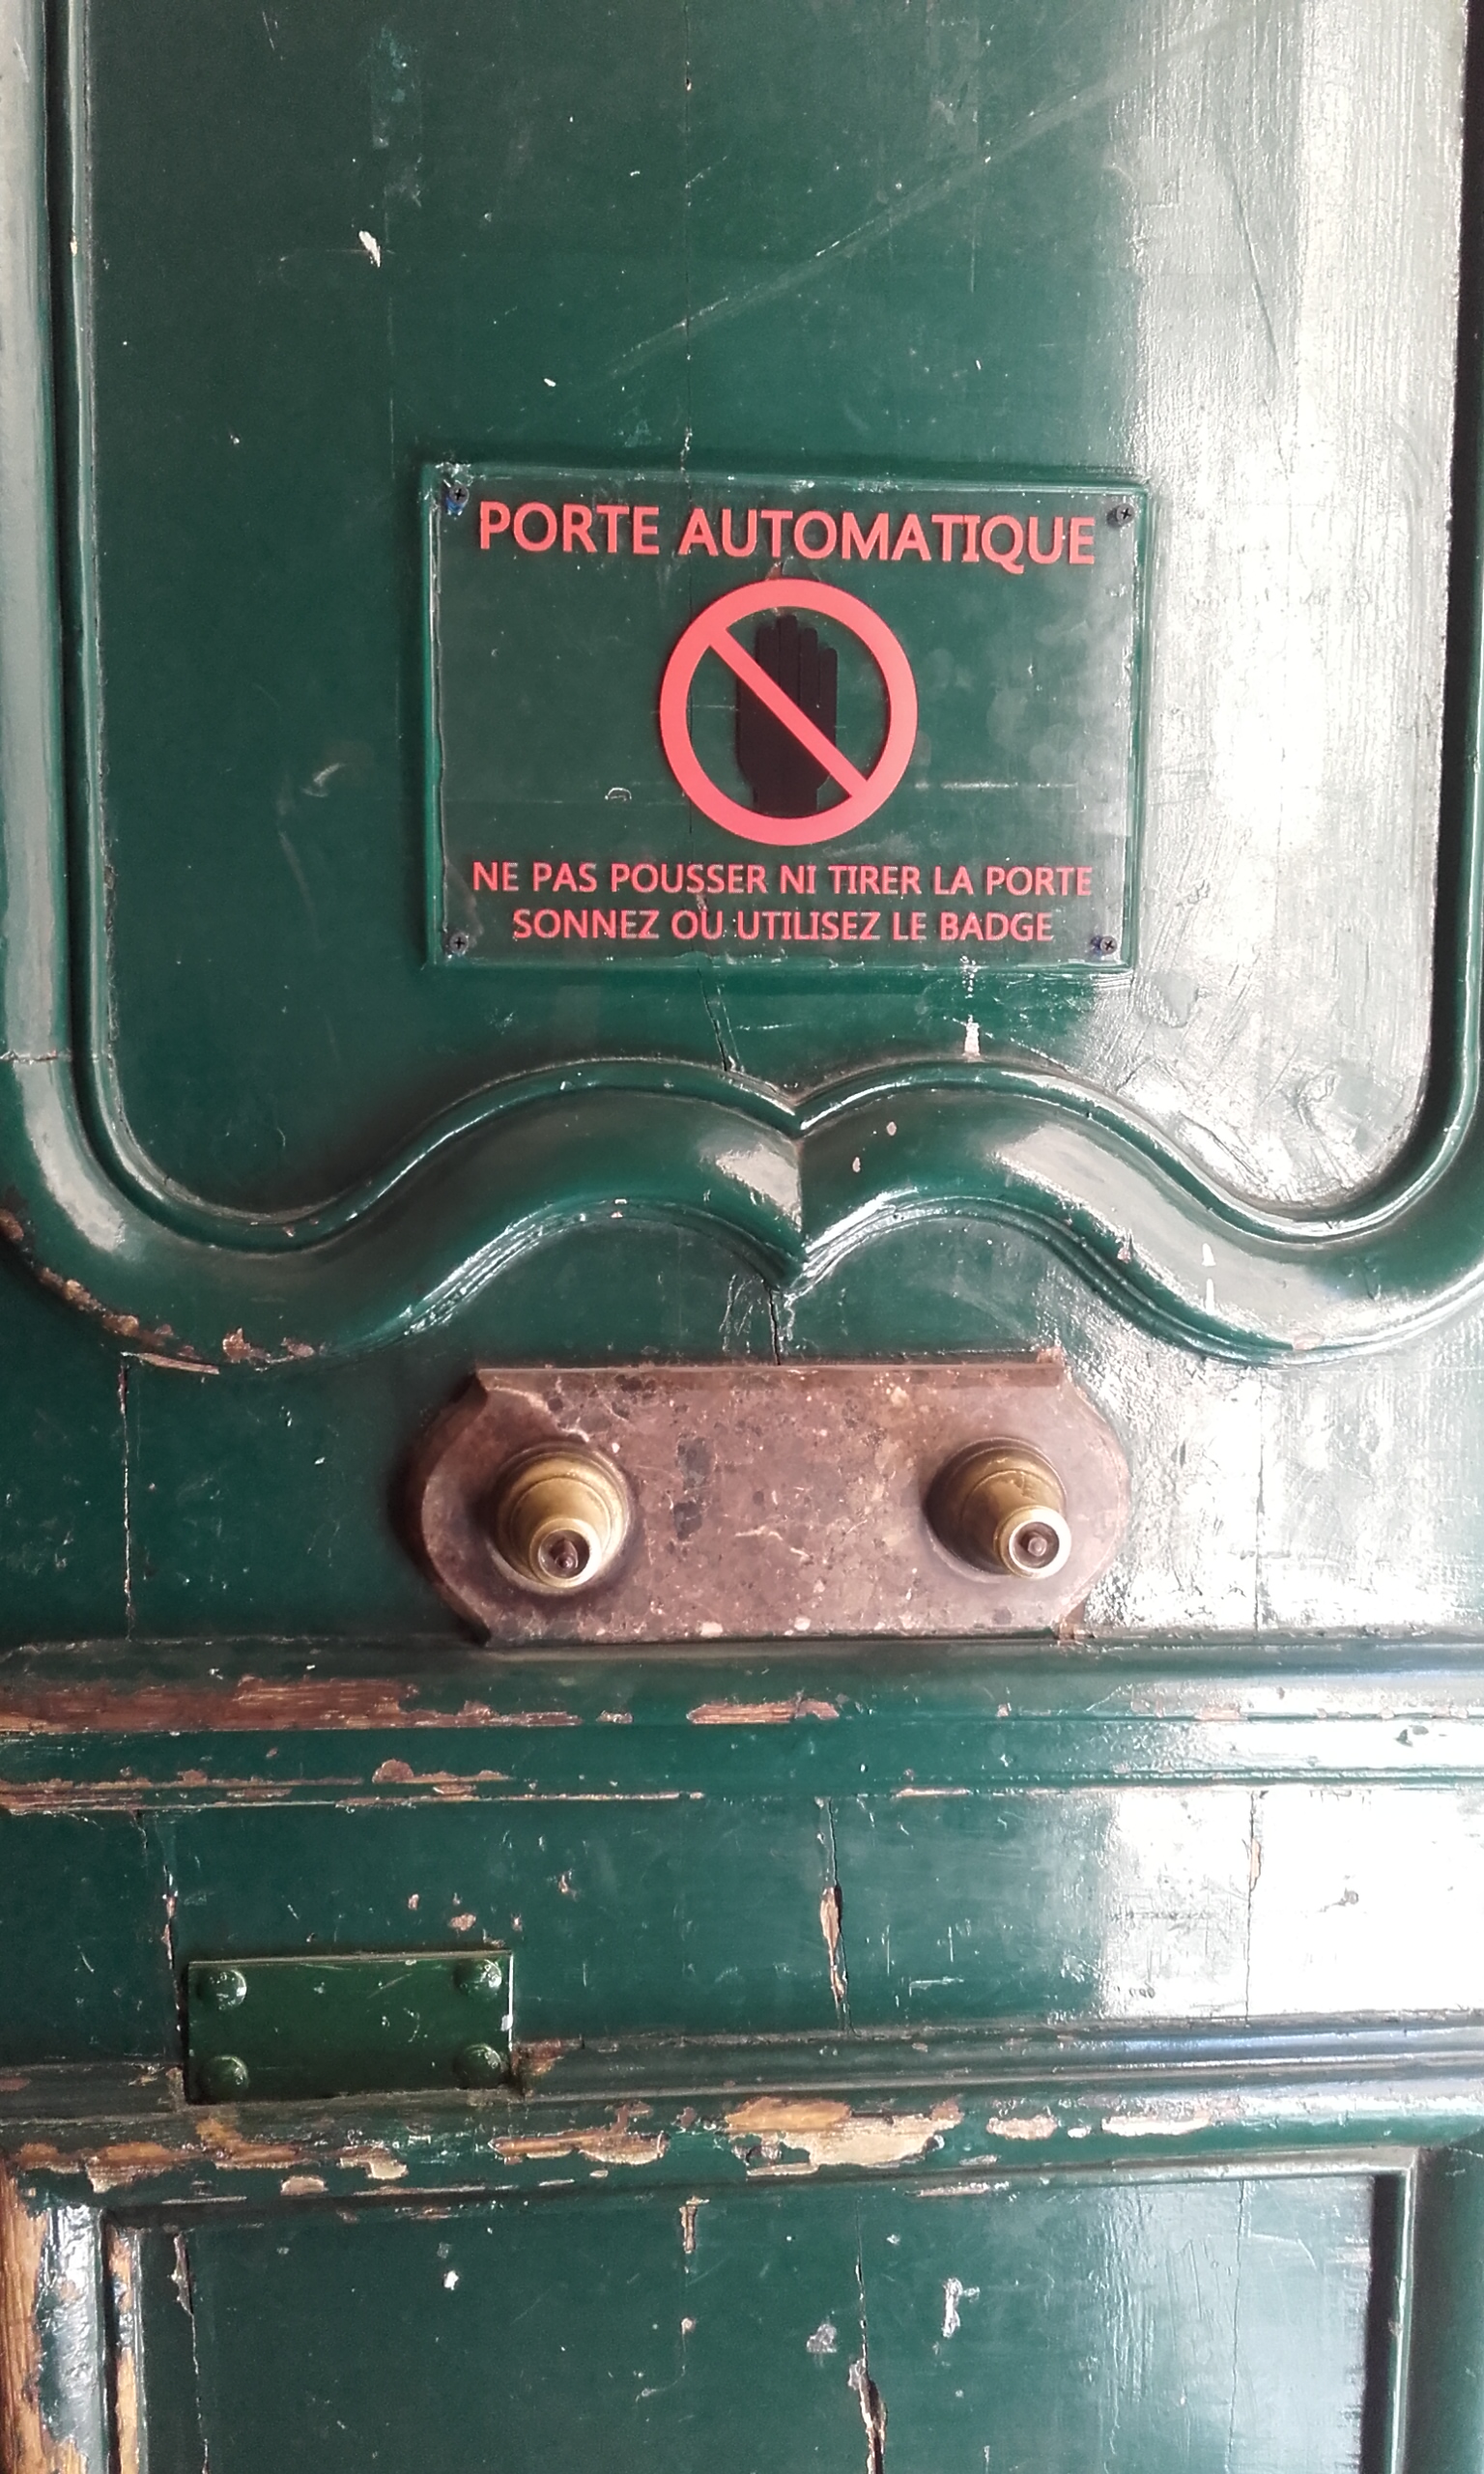 PORTE AUTOMATIQUE
NE PAS POUSSER NI TIRER LA PORTE
SONNEZ OU UTILISEZ LE BADGE